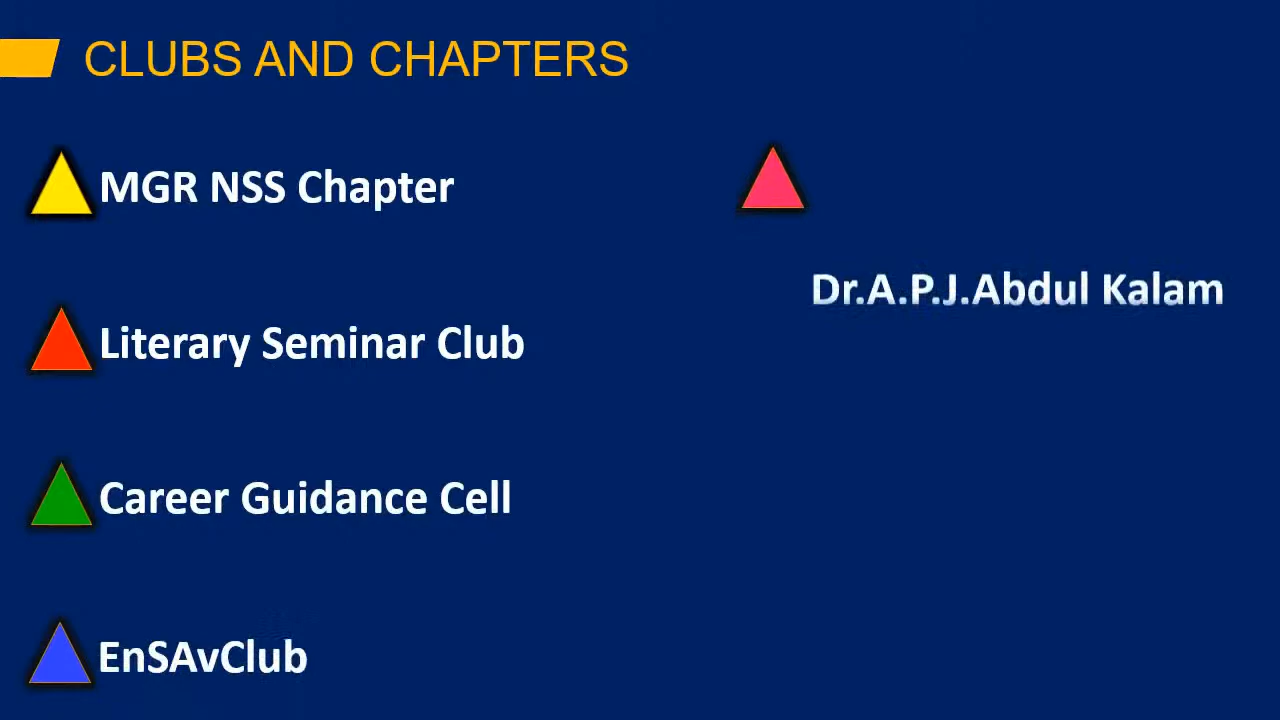 CLUBS AND CHAPTERS
MGR NSS Chapter
Literary Seminar Club
Career Guidance Cell
EnSAvClub
Dr.A.P.J.Abdul Kalam